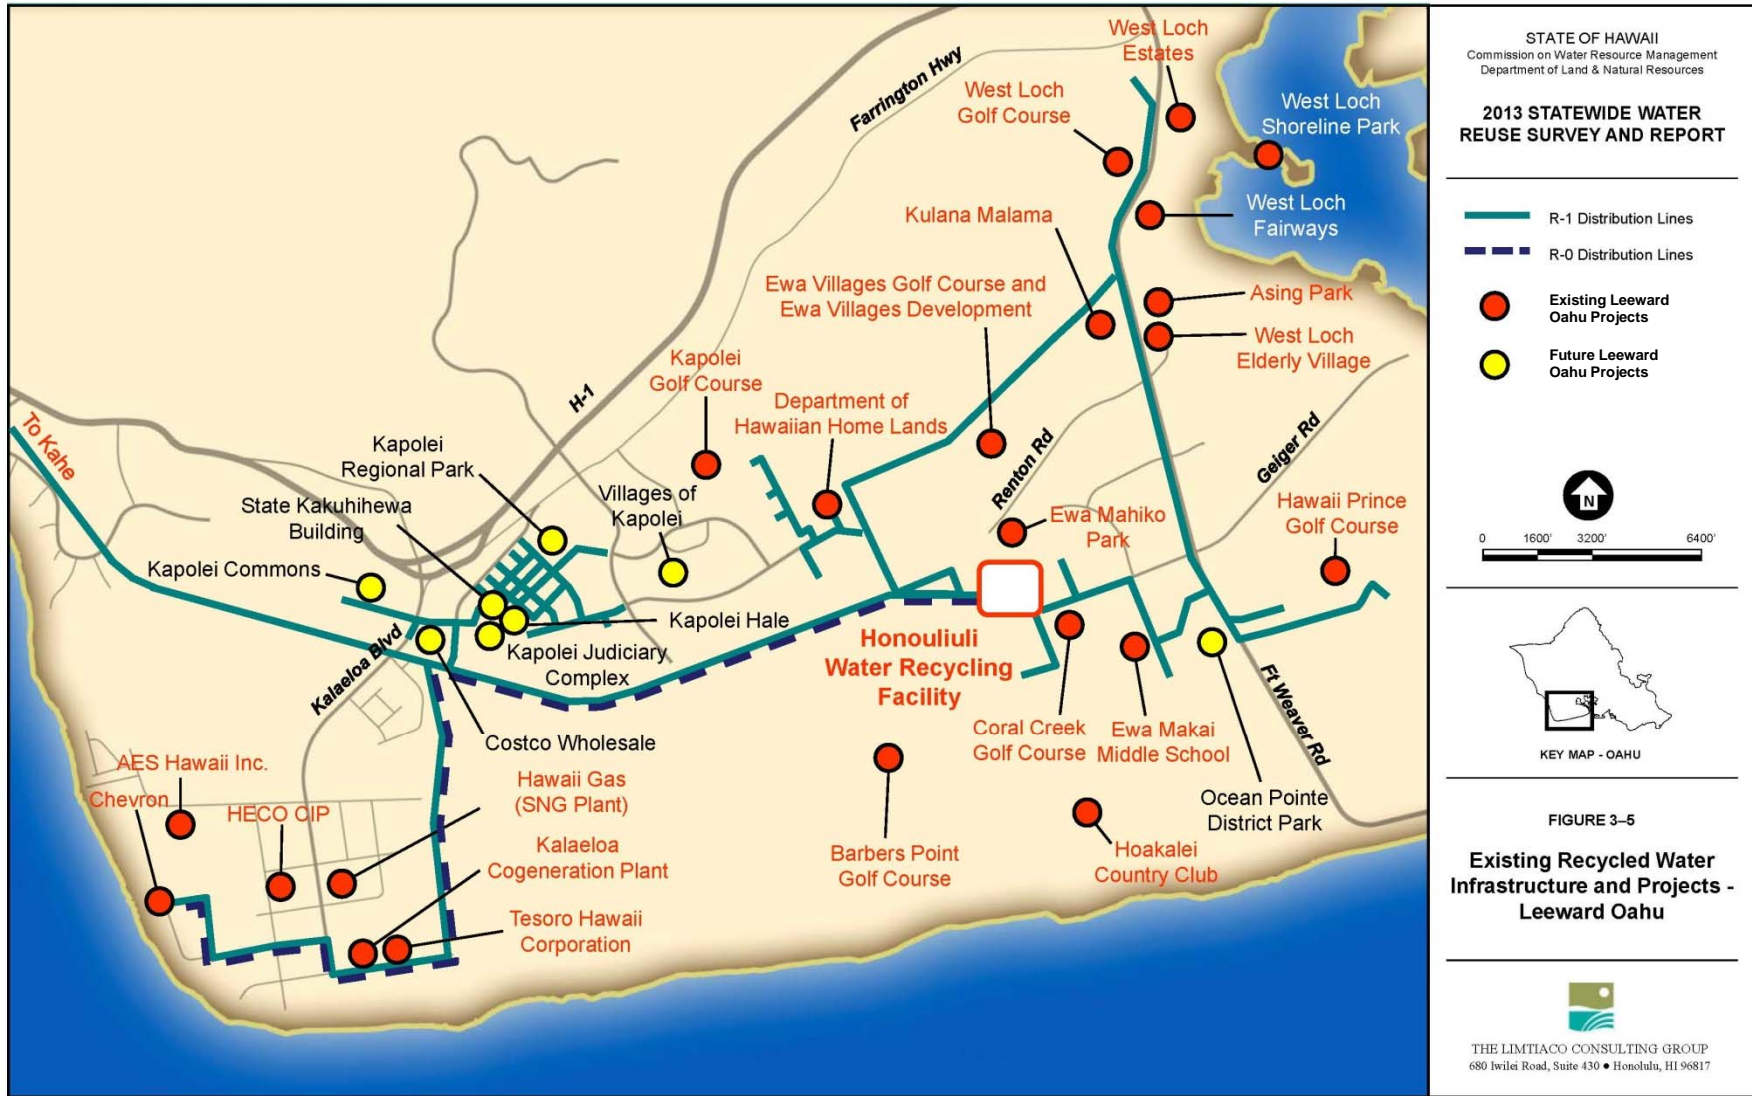 West Loch
Estates
West Loch
Golf Course
West Loch
Shoreline Park
Farrington Hwy
Kulana Malama
West Loch
Fairways
Ewa Villages Golf Course and
Ewa Villages Development
Asing Park
West Loch
Elderly Village
Kapolei
Golf Course
H-1
Department of
Hawaiian Home Lands
To Kahe
Kapolei
Regional Park
Renton Rd
Geiger Rd
State Kakuhihewa
Building
Villages of
Kapolei
Hawaii Prince
Golf Course
Ewa Mahiko
Park
Kapolei Commons
Kapolei Hale
Kalaeloa Blvd
Kapolei Judiciary
Complex
Honouliuli
Water Recycling
Facility
Ft Weaver Rd
Costco Wholesale
Coral Creek
Golf Course
Ewa Makai
Middle School
AES Hawaii Inc.
Hawaii Gas
(SNG Plant)
Chevron
HECO CIP
Ocean Pointe
District Park
Kalaeloa
Cogeneration Plant
Barbers Point
Golf Course
Hoakalei
Country Club
Tesoro Hawaii
Corporation
STATE OF HAWAII
Commission on Water Resource Management
Department of Land & Natural Resources
2013 STATEWIDE WATER
REUSE SURVEY AND REPORT
R-1 Distribution Lines
R-0 Distribution Lines
Existing Leeward
Oahu Projects
Future Leeward
Oahu Projects
N
0 1600' 3200' 6400'
KEY MAP - OAHU
FIGURE 3–5
Existing Recycled Water
Infrastructure and Projects -
Leeward Oahu
THE LIMTIACO CONSULTING GROUP
680 Iwilei Road, Suite 430 ● Honolulu, HI 96817